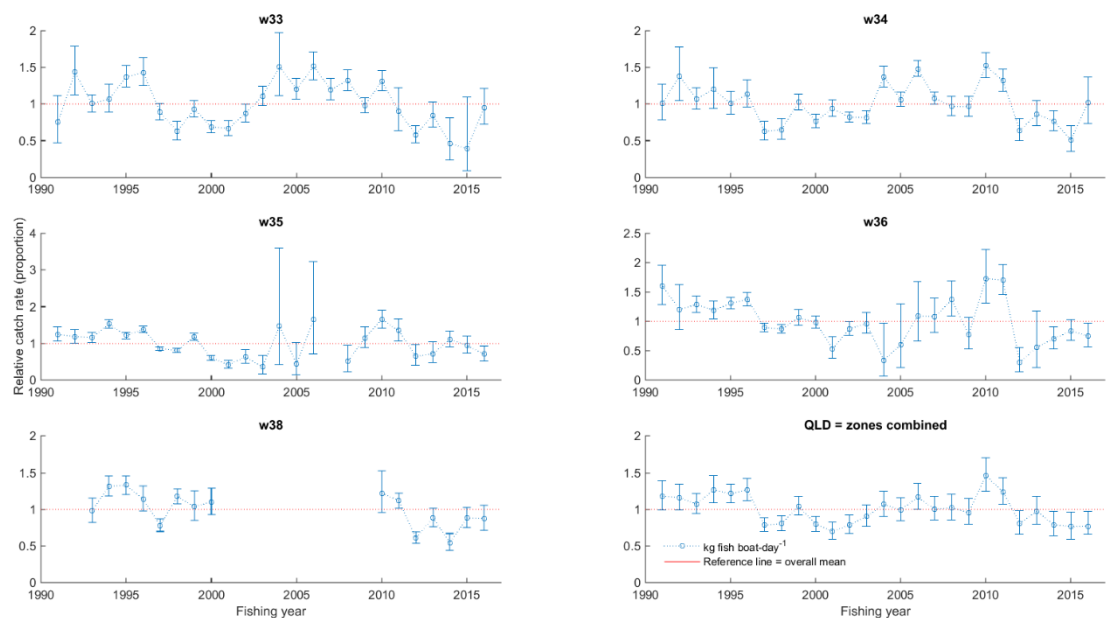 w33
2
1.5
1
0.5
0
1990 1995 2000 2005 2010 2015
w34
2
1.5
1
0.5
0
1990 1995 2000 2005 2010 2015
Relative catch rate (proportion)
w35
4
3
2
1
0
1990 1995 2000 2005 2010 2015
w36
2.5
2
1.5
1
0.5
0
1990 1995 2000 2005 2010 2015
w38
2
1.5
1
0.5
0
1990 1995 2000 2005 2010 2015
Fishing year
QLD = zones combined
2
1.5
1
0.5
0
kg fish boat-day⁻¹
Reference line = overall mean
1990 1995 2000 2005 2010 2015
Fishing year